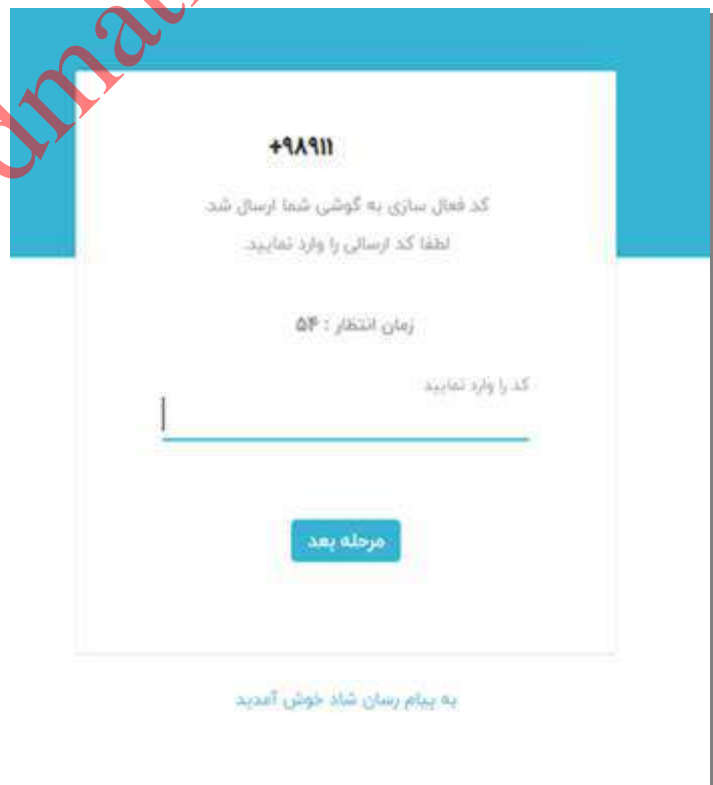 +۹۸۹۱۱
کد فعال سازی به گوشی شما ارسال شد.
لطفا کد ارسالی را وارد نمایید.
زمان انتظار : ۵۴
کد را وارد نمایید
مرحله بعد
به پیام رسان شاد خوش آمدید